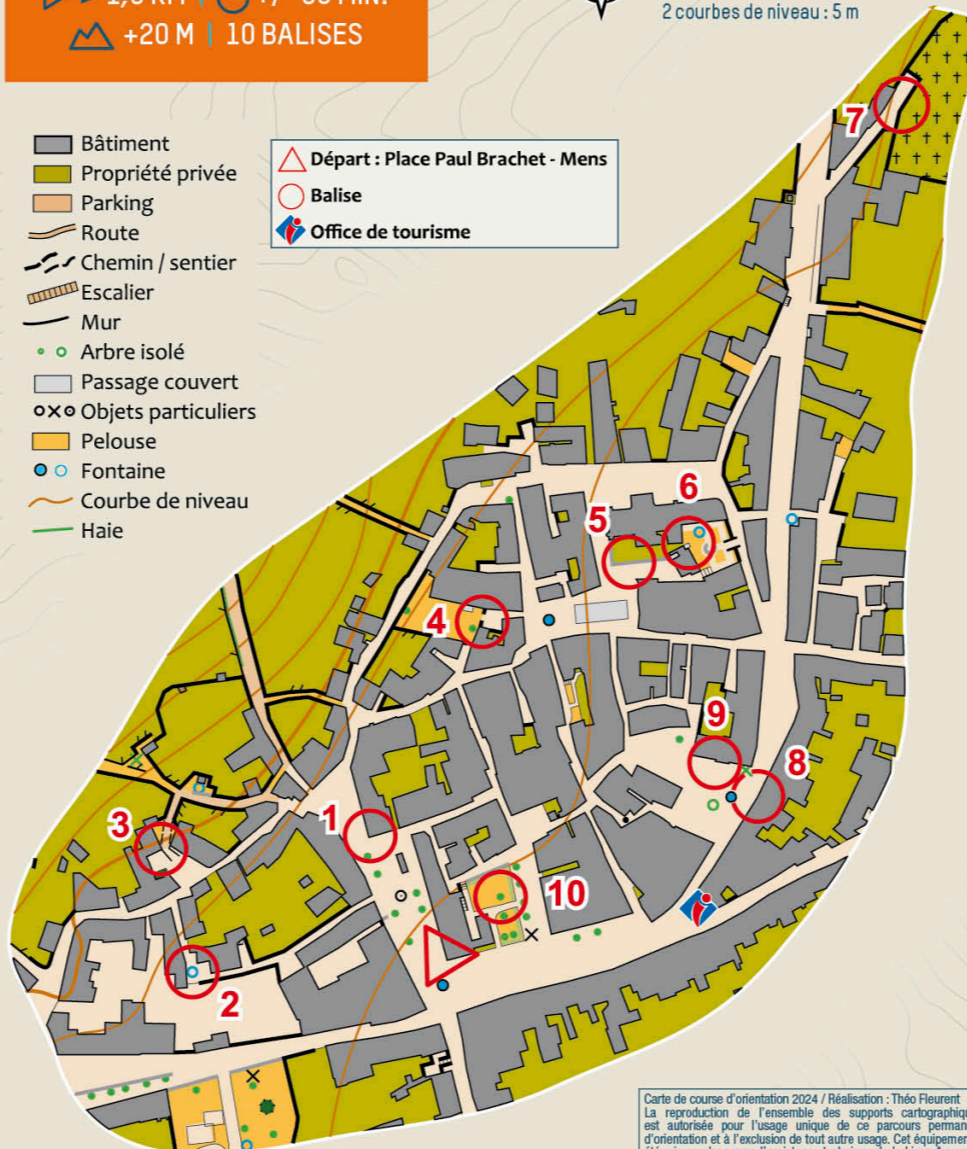 +20 M | 10 BALISES
2 courbes de niveau : 5 m
Bâtiment
Propriété privée
Parking
Route
Chemin / sentier
Escalier
Mur
Arbre isolé
Passage couvert
Objets particuliers
Pelouse
Fontaine
Courbe de niveau
Haie
Départ : Place Paul Brachet - Mens
Balise
Office de tourisme
7
6
5
4
9
8
3
1
10
2
Carte de course d'orientation 2024 / Réalisation : Théo Fleurent
La reproduction de l'ensemble des supports cartographiqu
est autorisée pour l'usage unique de ce parcours perman
d'orientation et à l'exclusion de tout autre usage. Cet équipemen